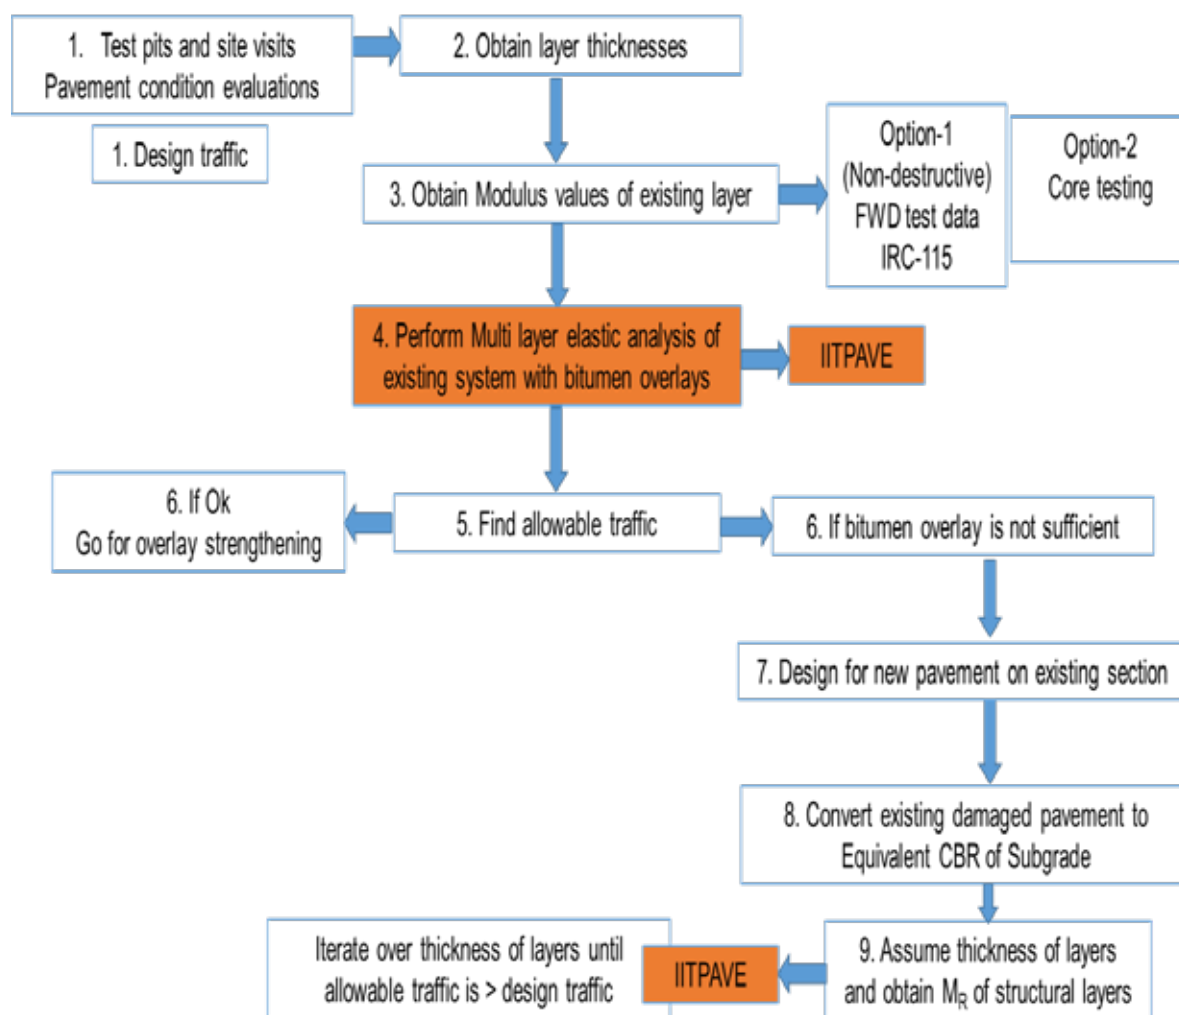 1. Test pits and site visits
Pavement condition evaluations
2. Obtain layer thicknesses
1. Design traffic
3. Obtain Modulus values of existing layer
Option-1
(Non-destructive)
FWD test data
IRC-115
Option-2
Core testing
4. Perform Multi layer elastic analysis of
existing system with bitumen overlays
IITPAVE
6. If Ok
Go for overlay strengthening
5. Find allowable traffic
6. If bitumen overlay is not sufficient
7. Design for new pavement on existing section
8. Convert existing damaged pavement to
Equivalent CBR of Subgrade
9. Assume thickness of layers
and obtain MR of structural layers
IITPAVE
Iterate over thickness of layers until
allowable traffic is > design traffic